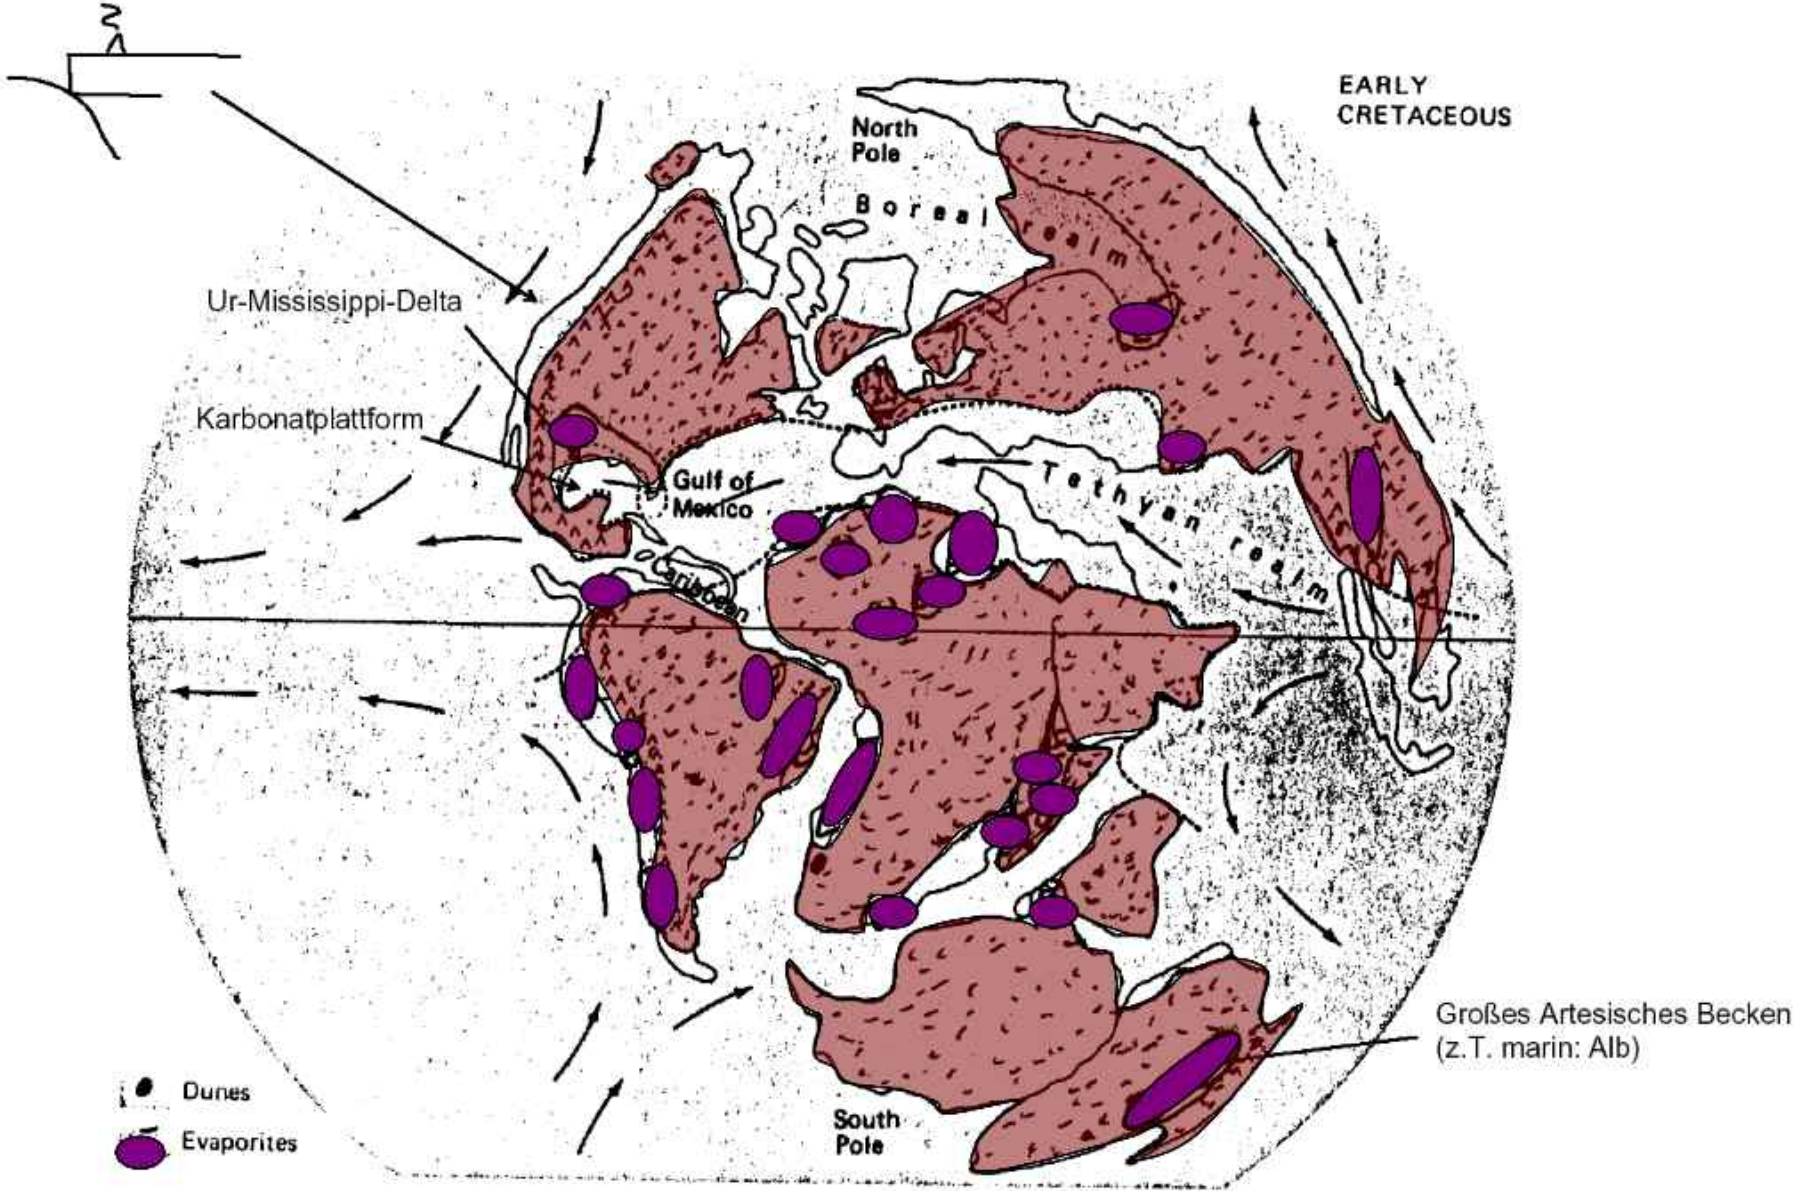 EARLY
CRETACEOUS
North
Pole
Boreal realm
Ur-Mississippi-Delta
Karbonatplattform
Gulf of
Mexico
Tethyan realm
Caribbean
Großes Artesisches Becken
(z.T. marin: Alb)
Dunes
Evaporites
South
Pole